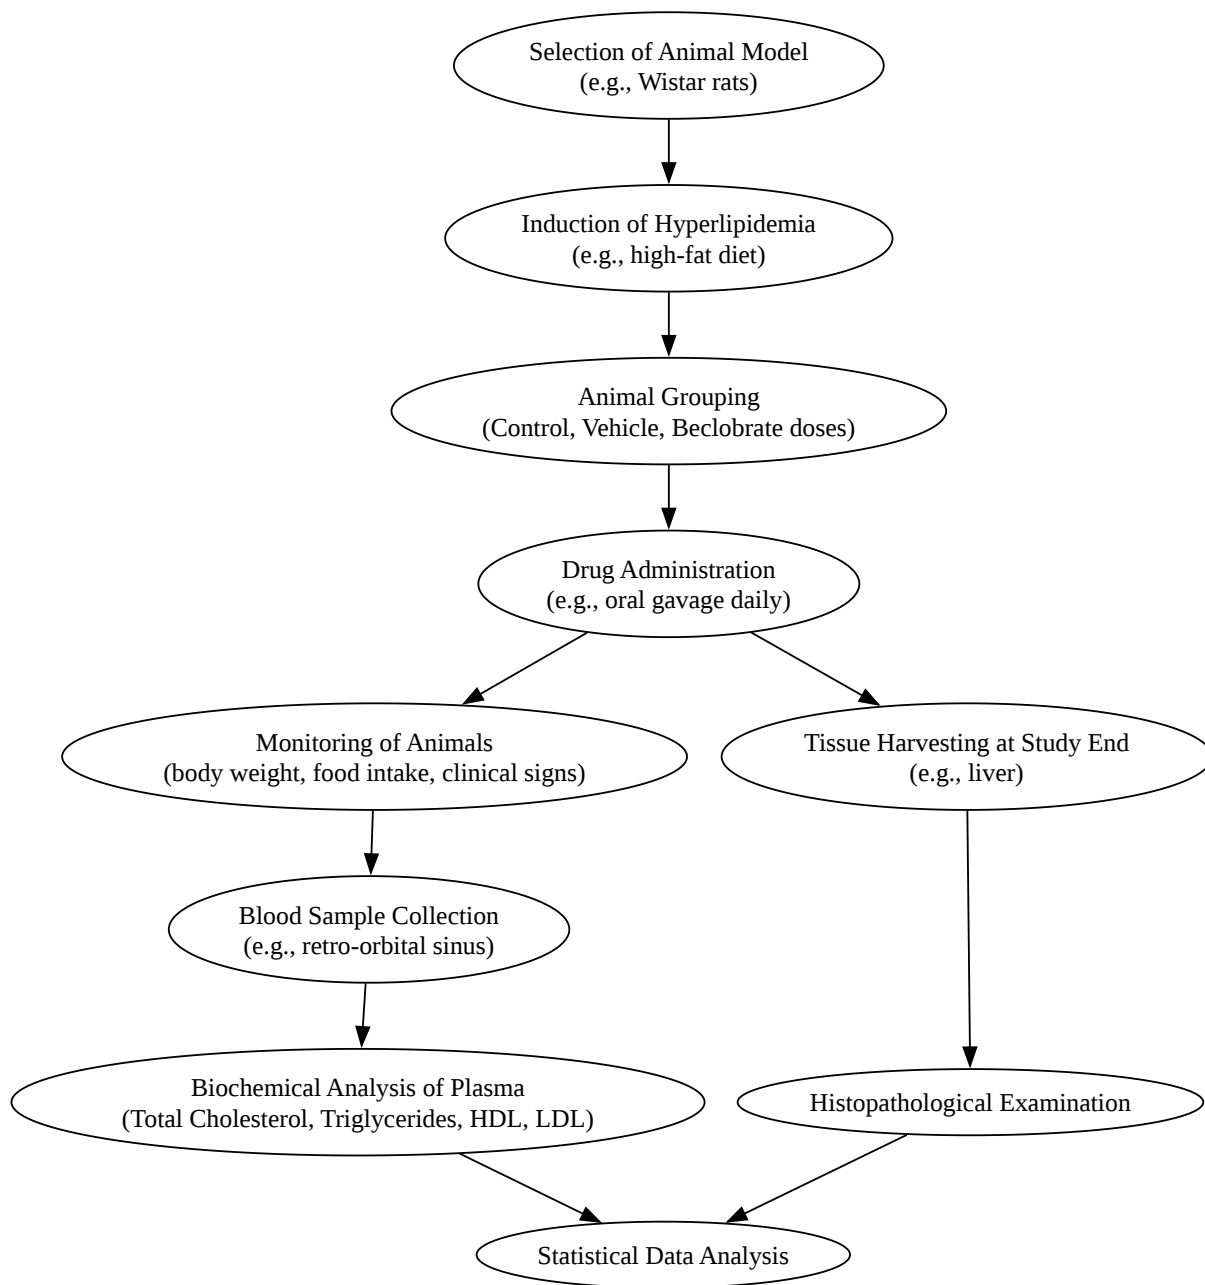 Selection of Animal Model
(e.g., Wistar rats)
Induction of Hyperlipidemia
(e.g., high-fat diet)
Animal Grouping
(Control, Vehicle, Beclobrate doses)
Drug Administration
(e.g., oral gavage daily)
Monitoring of Animals
(body weight, food intake, clinical signs)
Tissue Harvesting at Study End
(e.g., liver)
Blood Sample Collection
(e.g., retro-orbital sinus)
Biochemical Analysis of Plasma
(Total Cholesterol, Triglycerides, HDL, LDL)
Histopathological Examination
Statistical Data Analysis